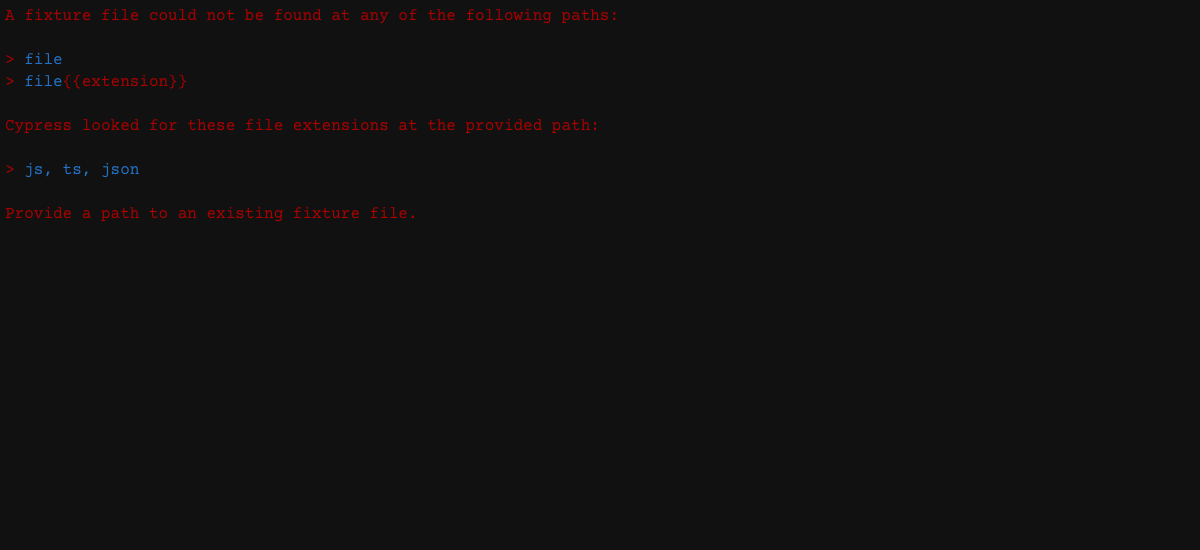 A fixture file could not be found at any of the following paths:
> file
> file{{extension}}
Cypress looked for these file extensions at the provided path:
> js, ts, json
Provide a path to an existing fixture file.